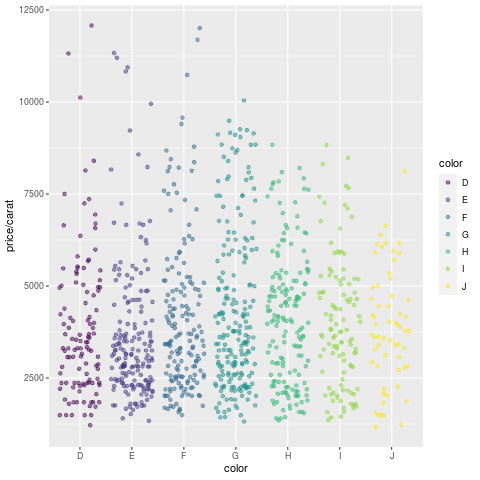 12500
10000
7500
5000
2500
price/carat
D E F G H I J
color
color
D
E
F
G
H
I
J